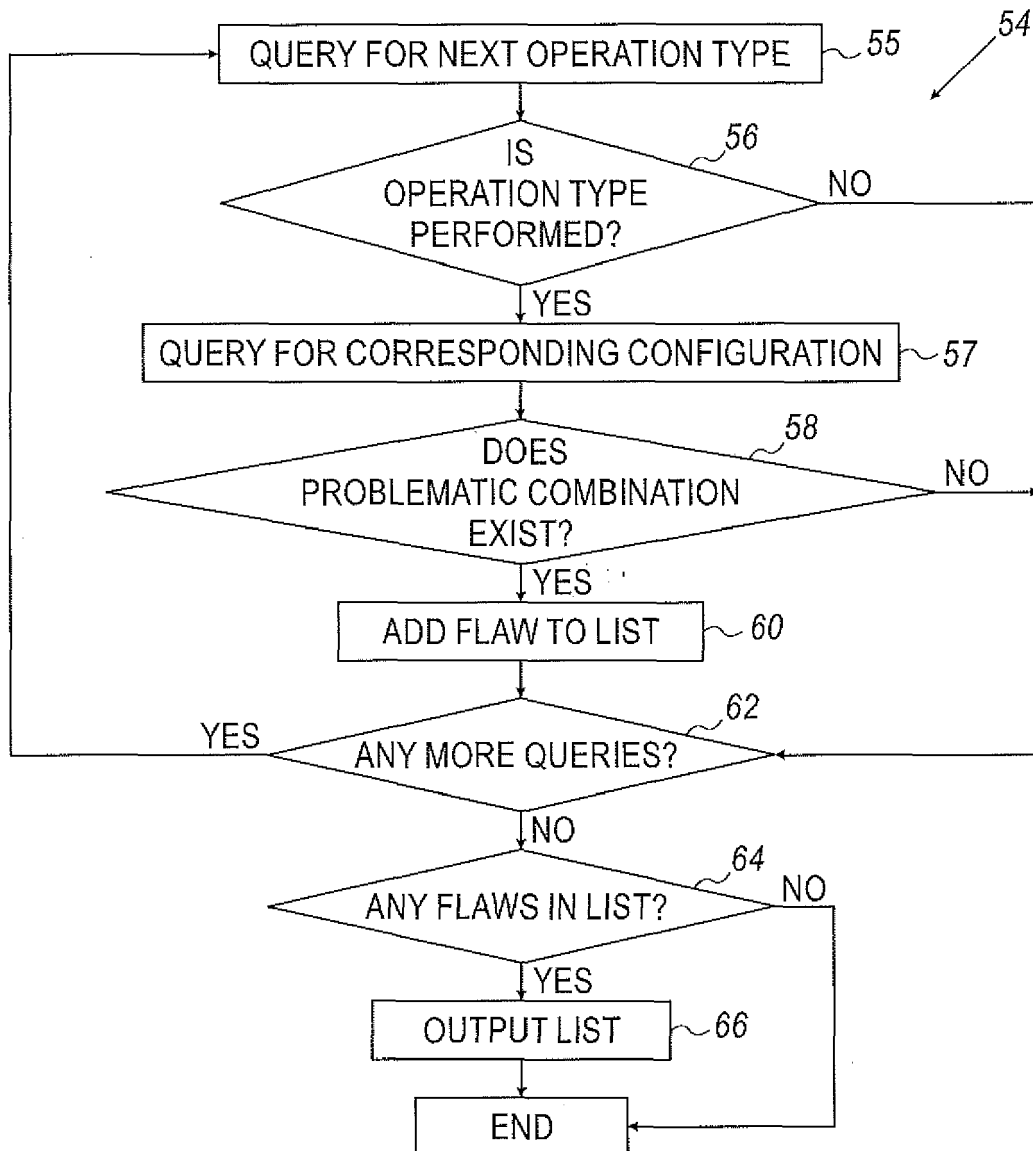 QUERY FOR NEXT OPERATION TYPE
55
54
56
IS
OPERATION TYPE
PERFORMED?
NO
YES
QUERY FOR CORRESPONDING CONFIGURATION
57
58
DOES
PROBLEMATIC COMBINATION
EXIST?
NO
YES
ADD FLAW TO LIST
60
62
YES
ANY MORE QUERIES?
NO
64
ANY FLAWS IN LIST?
NO
YES
OUTPUT LIST
66
END